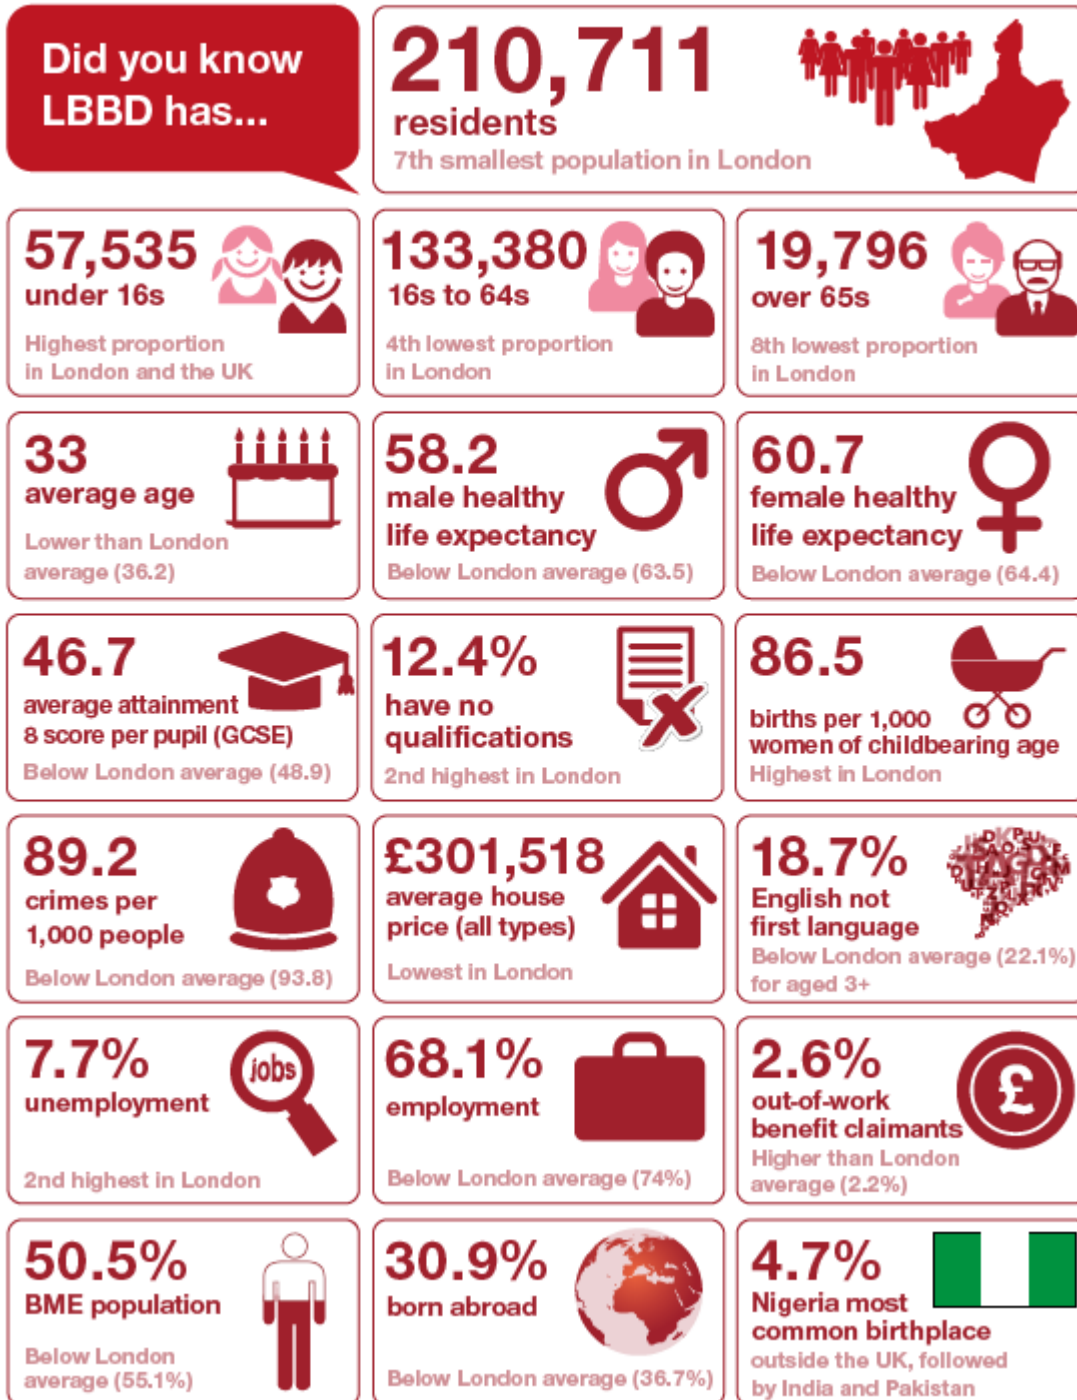 Did you know
LBBD has...
210,711
residents
7th smallest population in London
57,535
under 16s
Highest proportion
in London and the UK
133,380
16s to 64s
4th lowest proportion
in London
19,796
over 65s
8th lowest proportion
in London
33
average age
Lower than London
average (36.2)
58.2
male healthy
life expectancy
Below London average (63.5)
60.7
female healthy
life expectancy
Below London average (64.4)
46.7
average attainment
8 score per pupil (GCSE)
Below London average (48.9)
12.4%
have no
qualifications
2nd highest in London
86.5
births per 1,000
women of childbearing age
Highest in London
89.2
crimes per
1,000 people
Below London average (93.8)
£301,518
average house
price (all types)
Lowest in London
18.7%
English not
first language
Below London average (22.1%)
for aged 3+
7.7%
unemployment
jobs
2nd highest in London
68.1%
employment
Below London average (74%)
2.6%
out-of-work
benefit claimants
£
Higher than London
average (2.2%)
50.5%
BME population
Below London
average (55.1%)
30.9%
born abroad
Below London average (36.7%)
4.7%
Nigeria most
common birthplace
outside the UK, followed
by India and Pakistan